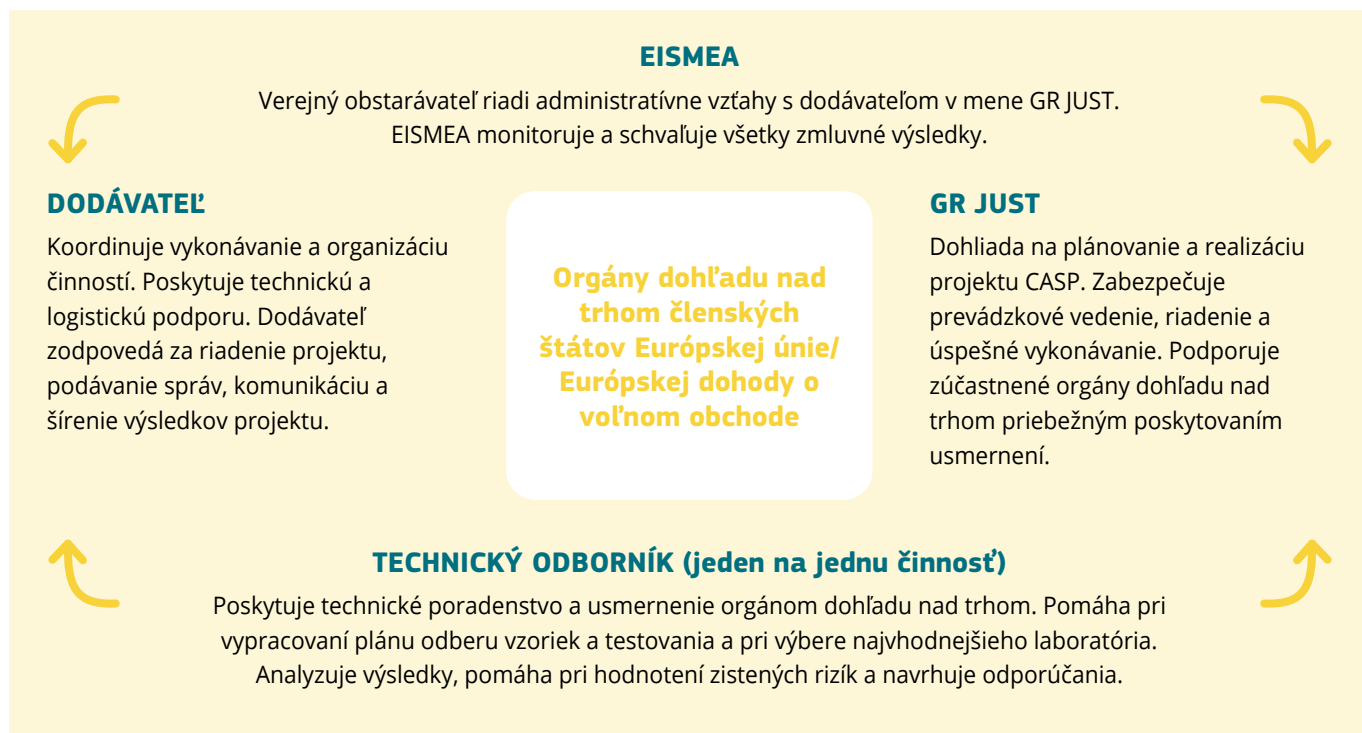 EISMEA
Verejný obstarávateľ riadi administratívne vzťahy s dodávateľom v mene GR JUST.
EISMEA monitoruje a schvaľuje všetky zmluvné výsledky.
DODÁVATEĽ
Koordinuje vykonávanie a organizáciu
činností. Poskytuje technickú a
logistickú podporu. Dodávateľ
zodpovedá za riadenie projektu,
podávanie správ, komunikáciu a
šírenie výsledkov projektu.
Orgány dohľadu nad
trhom členských
štátov Európskej únie/
Európskej dohody o
voľnom obchode
GR JUST
Dohliada na plánovanie a realizáciu
projektu CASP. Zabezpečuje
prevádzkové vedenie, riadenie a
úspešné vykonávanie. Podporuje
zúčastnené orgány dohľadu nad
trhom priebežným poskytovaním
usmernení.
TECHNICKÝ ODBORNÍK (jeden na jednu činnosť)
Poskytuje technické poradenstvo a usmernenie orgánom dohľadu nad trhom. Pomáha pri
vypracovaní plánu odberu vzoriek a testovania a pri výbere najvhodnejšieho laboratória.
Analyzuje výsledky, pomáha pri hodnotení zistených rizík a navrhuje odporúčania.